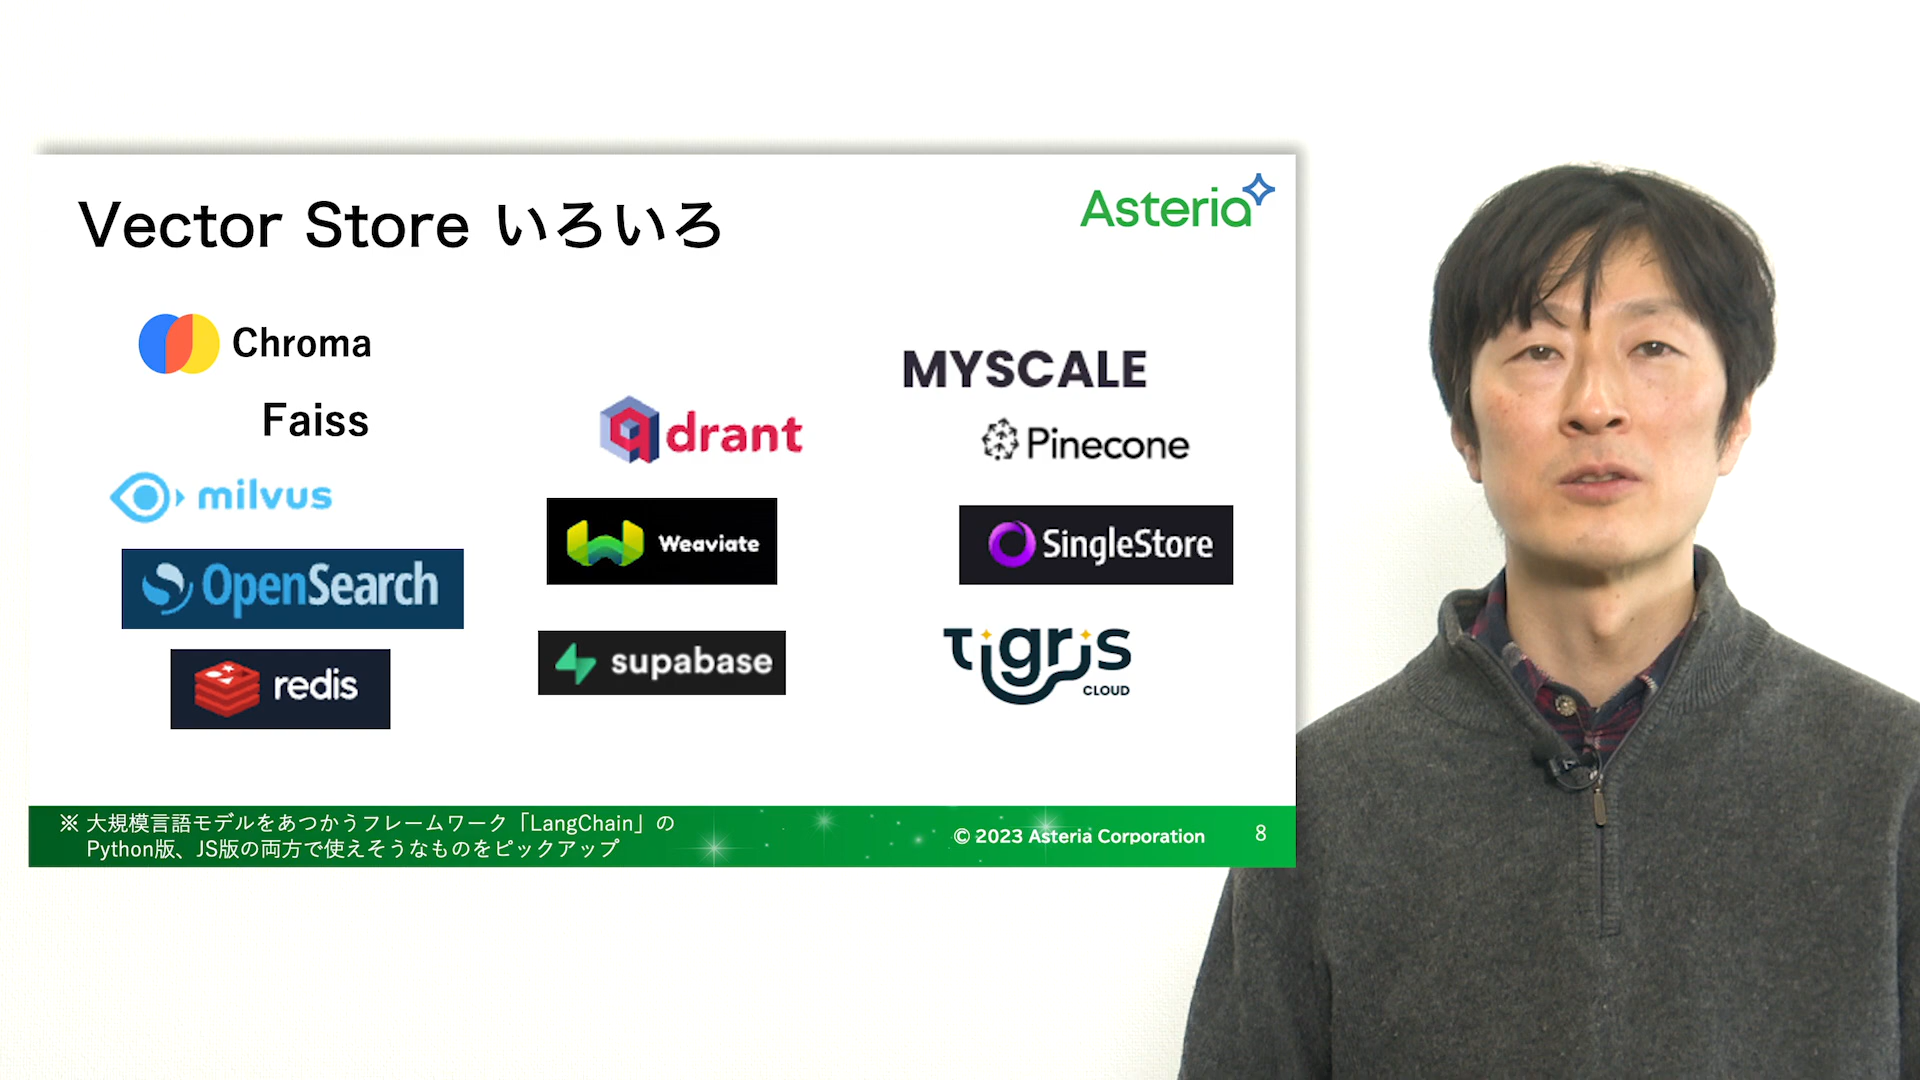 Vector Store いろいろ
Asteria
Chroma
Faiss
milvus
OpenSearch
redis
qdrant
Weaviate
supabase
MYSCALE
Pinecone
SingleStore
Tigris
CLOUD
※ 大規模言語モデルをあつかうフレームワーク「LangChain」の
Python版、JS版の両方で使えそうなものをピックアップ
© 2023 Asteria Corporation
8